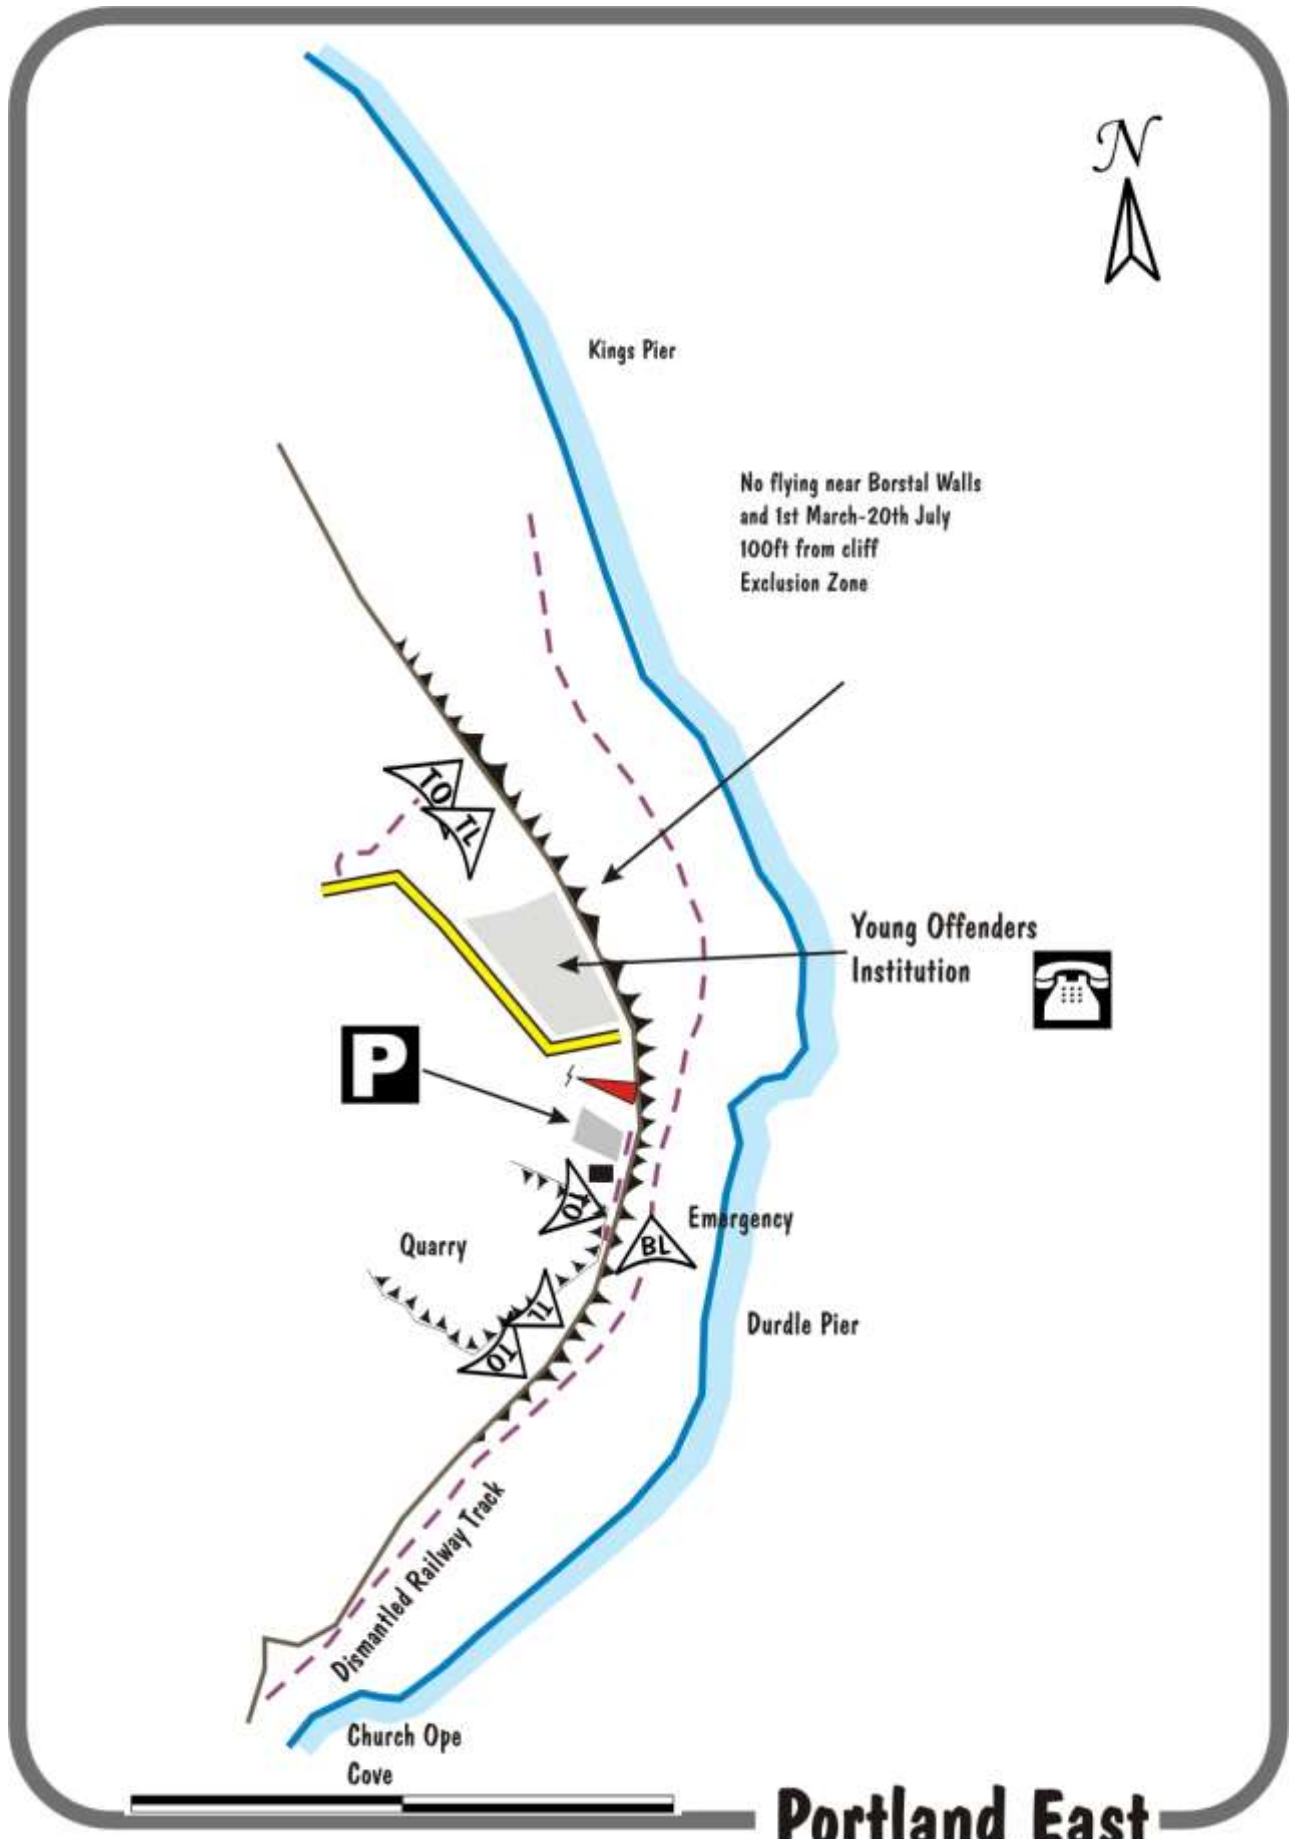 N
Kings Pier
No flying near Borstal Walls
and 1st March-20th July
100ft from cliff
Exclusion Zone
TO
TL
Young Offenders
Institution
P
TO
Emergency
BL
Quarry
TL
TO
Durdle Pier
Dismantled Railway Track
Church Ope
Cove
Portland East